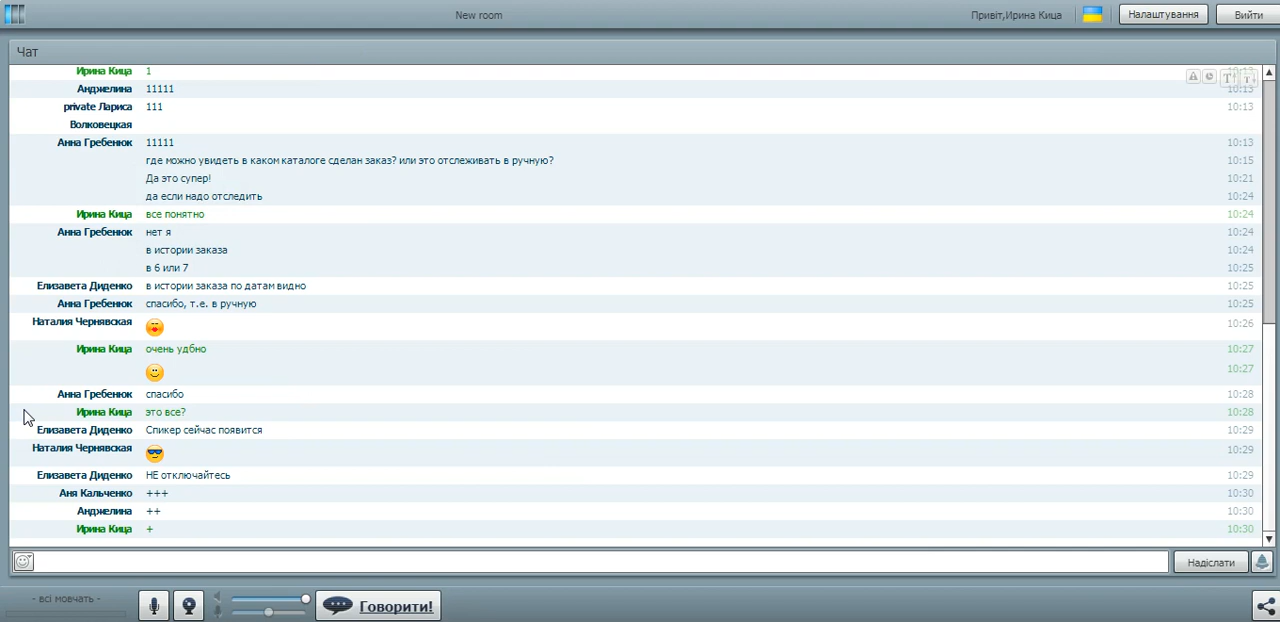 New room
Привіт,Ирина Кица
Налаштування
Вийти
Чат
Ирина Кица 1
Анджелина 11111 10:13
private Лариса 111 10:13
Волковецкая
Анна Гребенюк 11111 10:13
где можно увидеть в каком каталоге сделан заказ? или это отслеживать в ручную? 10:15
Да это супер! 10:21
да если надо отследить 10:24
Ирина Кица все понятно 10:24
Анна Гребенюк нет я 10:24
в истории заказа 10:24
в 6 или 7 10:25
Елизавета Диденко в истории заказа по датам видно 10:25
Анна Гребенюк спасибо, т.е. в ручную 10:25
Наталия Чернявская 10:26
Ирина Кица очень удбно 10:27
10:27
Анна Гребенюк спасибо 10:28
Ирина Кица это все? 10:28
Елизавета Диденко Спикер сейчас появится 10:29
Наталия Чернявская 10:29
Елизавета Диденко НЕ отключайтесь 10:29
Аня Кальченко +++ 10:30
Анджелина ++ 10:30
Ирина Кица + 10:30
Надіслати
- всі мовчать -
Говорити!